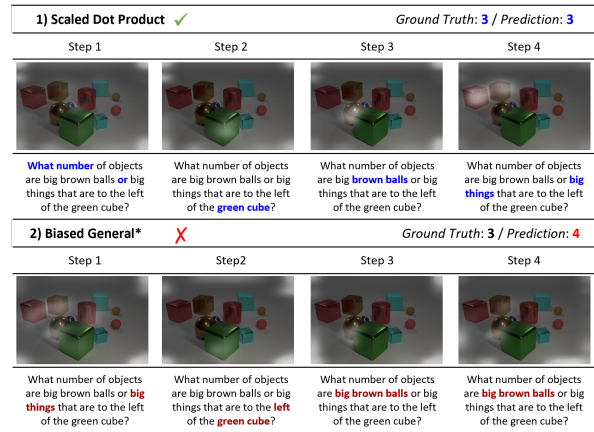 1) Scaled Dot Product ✓ Ground Truth: 3 / Prediction: 3
Step 1 Step 2 Step 3 Step 4
What number of objects
are big brown balls or big
things that are to the left
of the green cube?
What number of objects
are big brown balls or big
things that are to the left
of the green cube?
What number of objects
are big brown balls or big
things that are to the left
of the green cube?
What number of objects
are big brown balls or big
things that are to the left
of the green cube?
2) Biased General* ✗ Ground Truth: 3 / Prediction: 4
Step 1 Step2 Step 3 Step 4
What number of objects
are big brown balls or big
things that are to the left
of the green cube?
What number of objects
are big brown balls or big
things that are to the left
of the green cube?
What number of objects
are big brown balls or big
things that are to the left
of the green cube?
What number of objects
are big brown balls or big
things that are to the left
of the green cube?